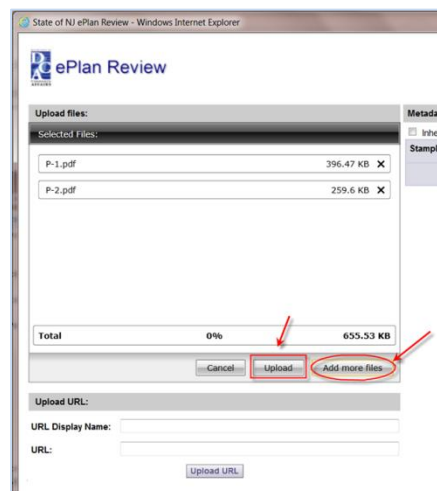 State of NJ ePlan Review - Windows Internet Explorer
ePlan Review
Upload files:
Metada
Selected Files:
Inhe
Stampi
P-1.pdf 396.47 KB X
P-2.pdf 259.6 KB X
Total 0% 655.53 KB
Cancel Upload Add more files
Upload URL:
URL Display Name:
URL:
Upload URL